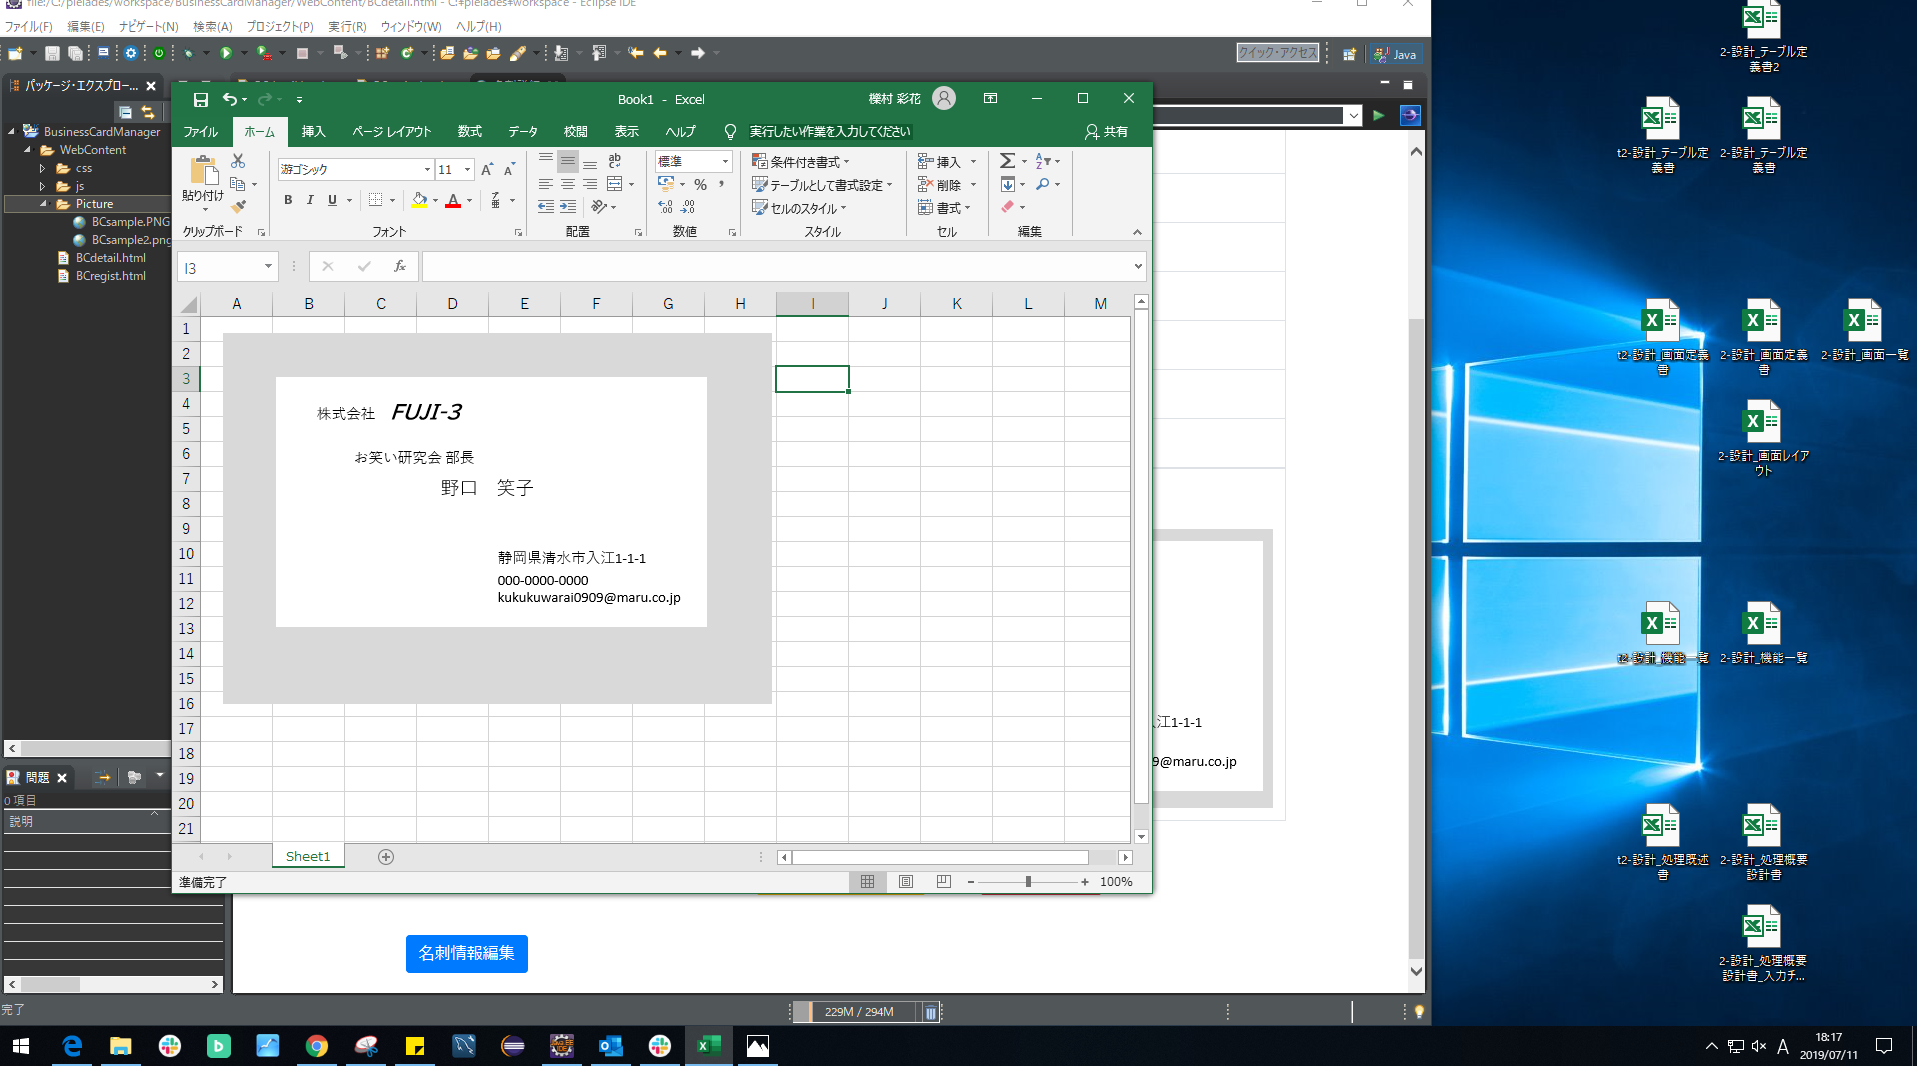 file:/C:/pleiades/workspace/BusinessCardManager/WebContent/BCdetail.html - C:¥pleiades¥workspace - Eclipse IDE
ファイル(F) 編集(E) ナビゲート(N) 検索(A) プロジェクト(P) 実行(R) ウィンドウ(W) ヘルプ(H)
クイック・アクセス
Java
パッケージ・エクスプロー...
BusinessCardManager
WebContent
css
js
Picture
BCsample.PNG
BCsample2.png
BCdetail.html
BCregist.html
問題
0 項目
説明
完了
Book1 - Excel
彩花
ファイル ホーム 挿入 ページ レイアウト 数式 データ 校閲 表示 ヘルプ 実行したい作業を入力してください 共有
貼り付け
クリップボード
游ゴシック 11
B I U
フォント
ab
配置
標準
数値
条件付き書式
テーブルとして書式設定
セルのスタイル
スタイル
挿入
削除
書式
セル
編集
I3
fx
A B C D E F G H I J K L M
1
2
3
4
5
6
7
8
9
10
11
12
13
14
15
16
17
18
19
20
21
株式会社 FUJI-3
お笑い研究会 部長
野口 笑子
静岡県清水市入江1-1-1
000-0000-0000
kukukuwarai0909@maru.co.jp
Sheet1
準備完了
100%
入江1-1-1
9@maru.co.jp
名刺情報編集
229M / 294M
2-設計_テーブル定義書2
t2-設計_テーブル定義書
2-設計_テーブル定義書
t2-設計_画面定義書
2-設計_画面定義書
2-設計_画面一覧
2-設計_画面レイアウト
t2-設計_機能一覧
2-設計_機能一覧
t2-設計_処理既述書
2-設計_処理概要設計書
2-設計_処理概要設計書_入力チ...
A
18:17
2019/07/11